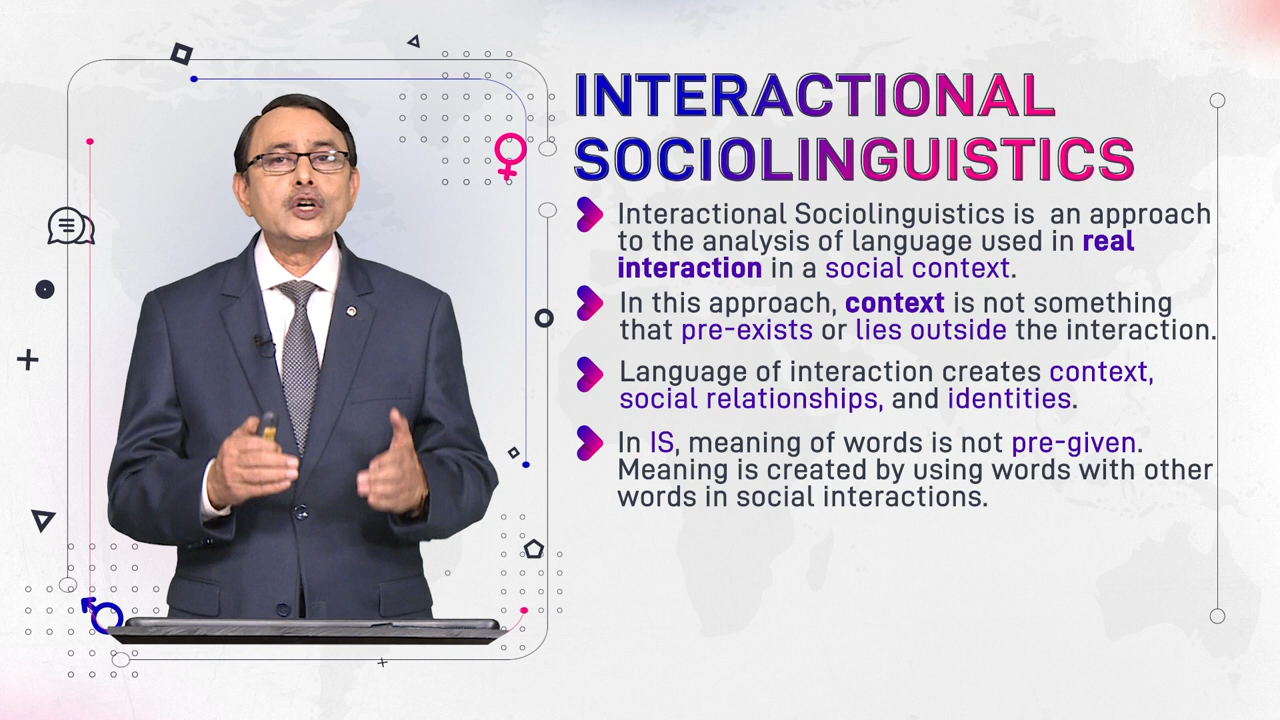 INTERACTIONAL
SOCIOLINGUISTICS
Interactional Sociolinguistics is an approach
to the analysis of language used in real
interaction in a social context.
In this approach, context is not something
that pre-exists or lies outside the interaction.
Language of interaction creates context,
social relationships, and identities.
In IS, meaning of words is not pre-given.
Meaning is created by using words with other
words in social interactions.